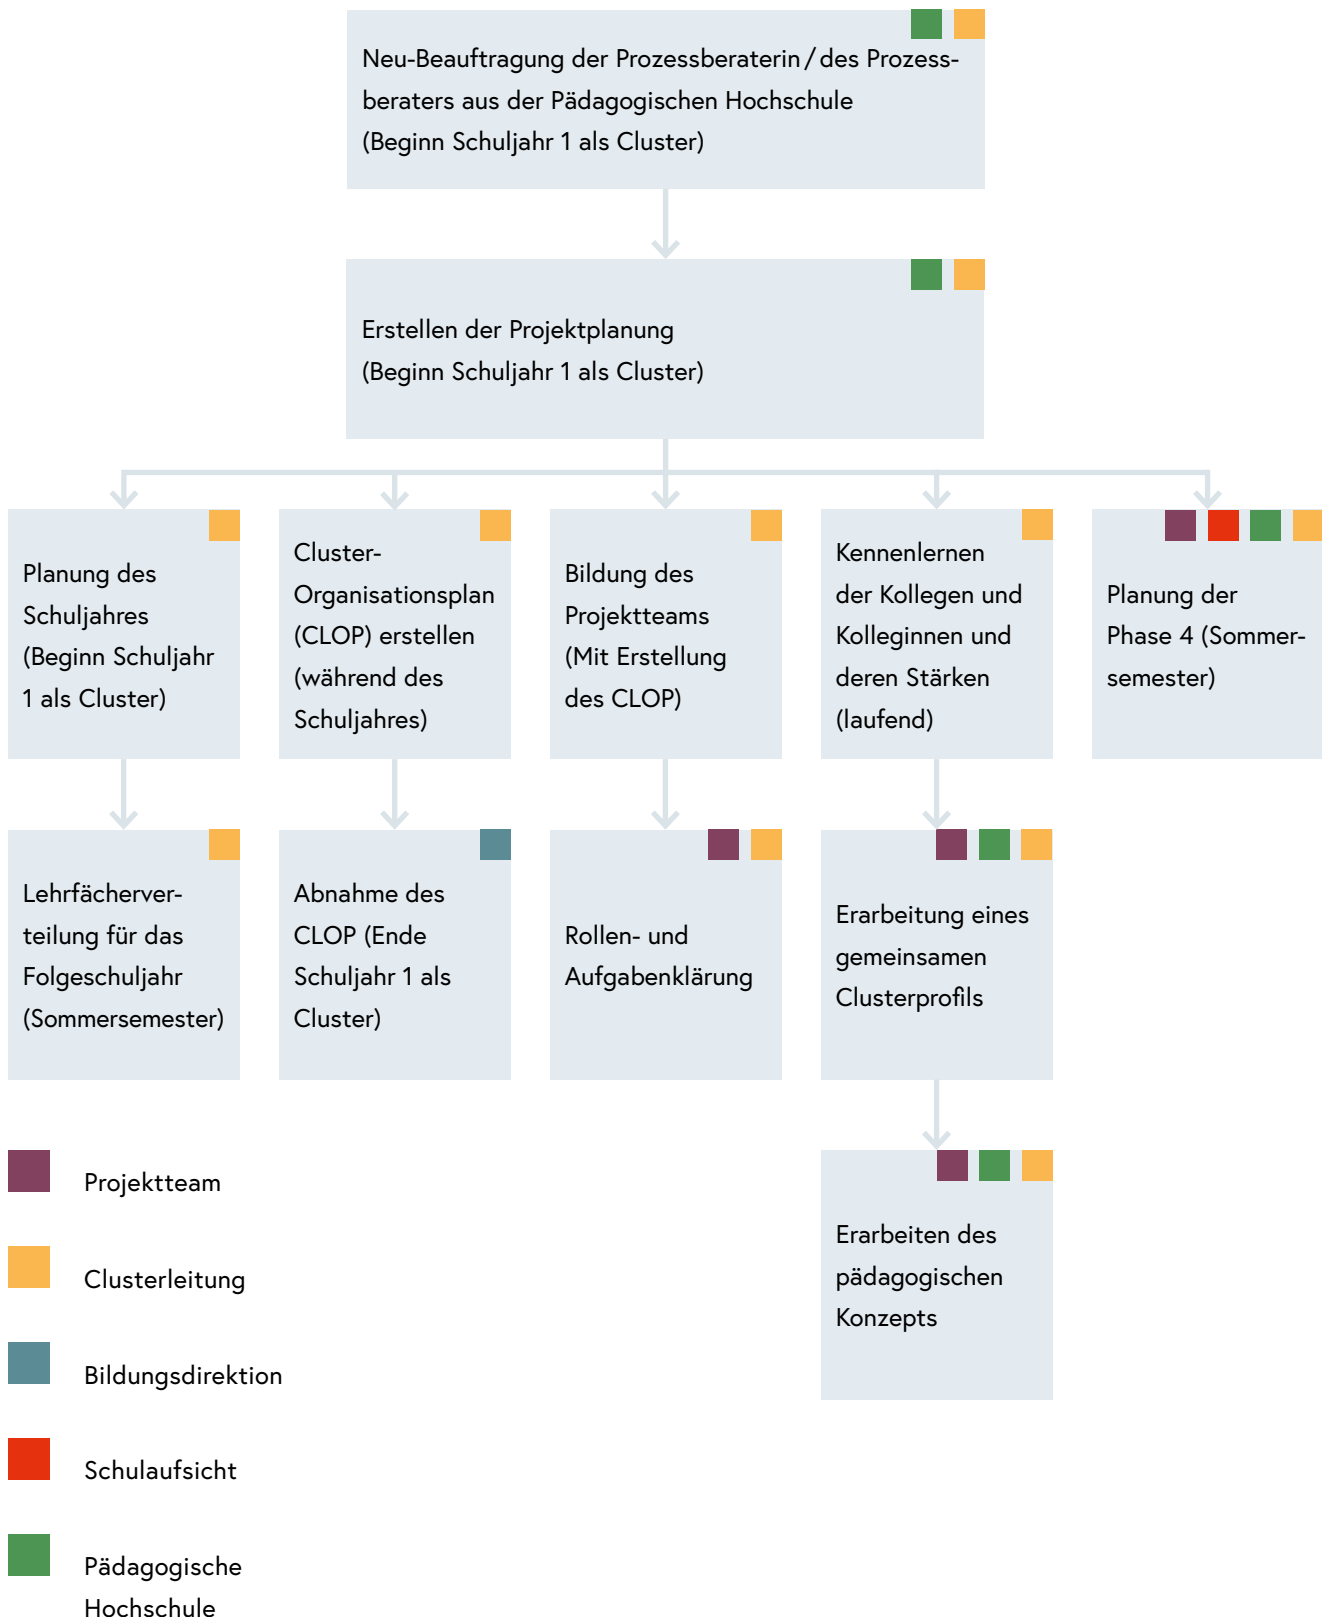 Neu-Beauftragung der Prozessberaterin / des Prozess-
beraters aus der Pädagogischen Hochschule
(Beginn Schuljahr 1 als Cluster)
Erstellen der Projektplanung
(Beginn Schuljahr 1 als Cluster)
Planung des
Schuljahres
(Beginn Schuljahr
1 als Cluster)
Cluster-
Organisationsplan
(CLOP) erstellen
(während des
Schuljahres)
Bildung des
Projektteams
(Mit Erstellung
des CLOP)
Kennenlernen
der Kollegen und
Kolleginnen und
deren Stärken
(laufend)
Planung der
Phase 4 (Sommer-
semester)
Lehrfächerver-
teilung für das
Folgeschuljahr
(Sommersemester)
Abnahme des
CLOP (Ende
Schuljahr 1 als
Cluster)
Rollen- und
Aufgabenklärung
Erarbeitung eines
gemeinsamen
Clusterprofils
Erarbeiten des
pädagogischen
Konzepts
Projektteam
Clusterleitung
Bildungsdirektion
Schulaufsicht
Pädagogische
Hochschule